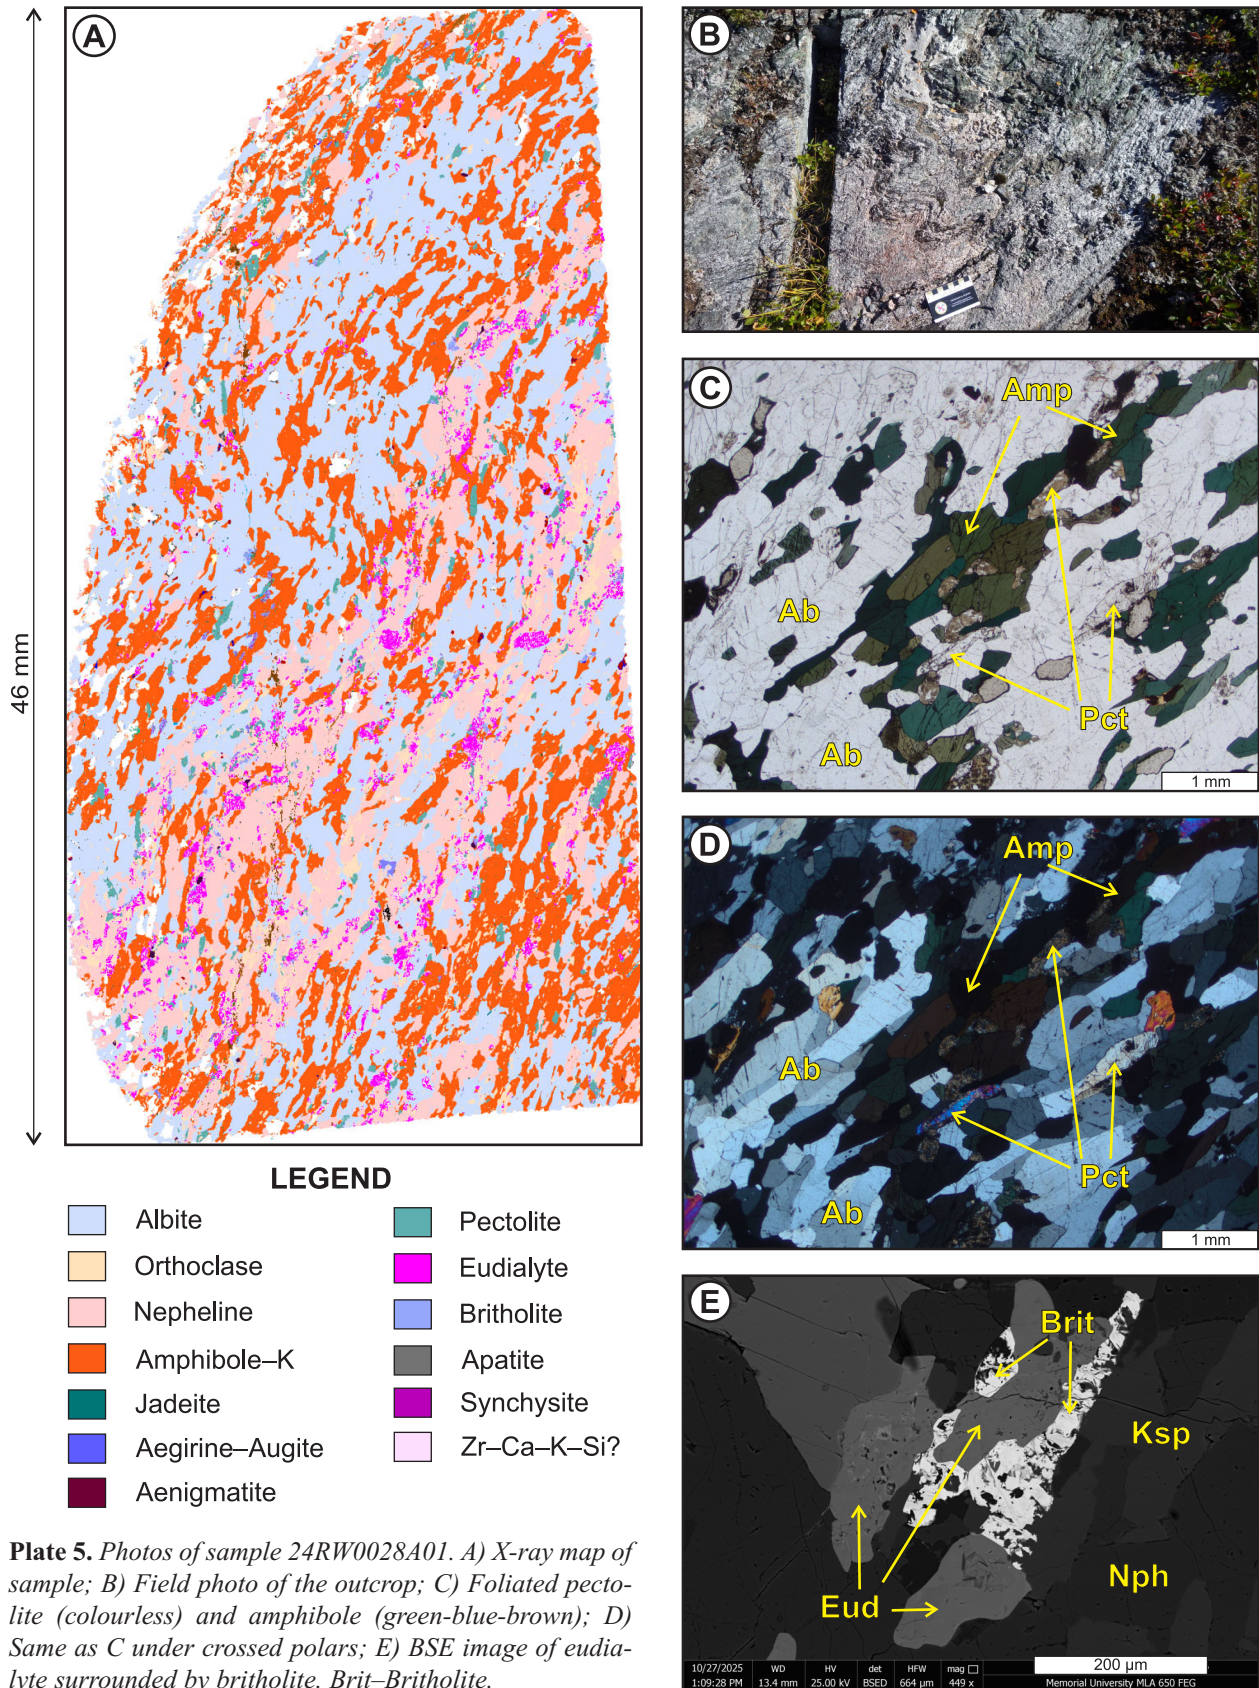 A
46 mm
LEGEND
Albite
Orthoclase
Nepheline
Amphibole–K
Jadeite
Aegirine–Augite
Aenigmatite
Pectolite
Eudialyte
Britholite
Apatite
Synchysite
Zr–Ca–K–Si?
Plate 5. Photos of sample 24RW0028A01. A) X-ray map of
sample; B) Field photo of the outcrop; C) Foliated pecto-
lite (colourless) and amphibole (green-blue-brown); D)
Same as C under crossed polars; E) BSE image of eudia-
lyte surrounded by britholite. Brit–Britholite.
B
C
Amp
Ab
Pct
Ab
1 mm
D
Amp
Ab
Pct
Ab
1 mm
E
Brit
Ksp
Nph
Eud
200 µm
10/27/2025 WD HV det HFW mag
1:09:28 PM 13.4 mm 25.00 kV BSED 664 µm 449 x Memorial University MLA 650 FEG